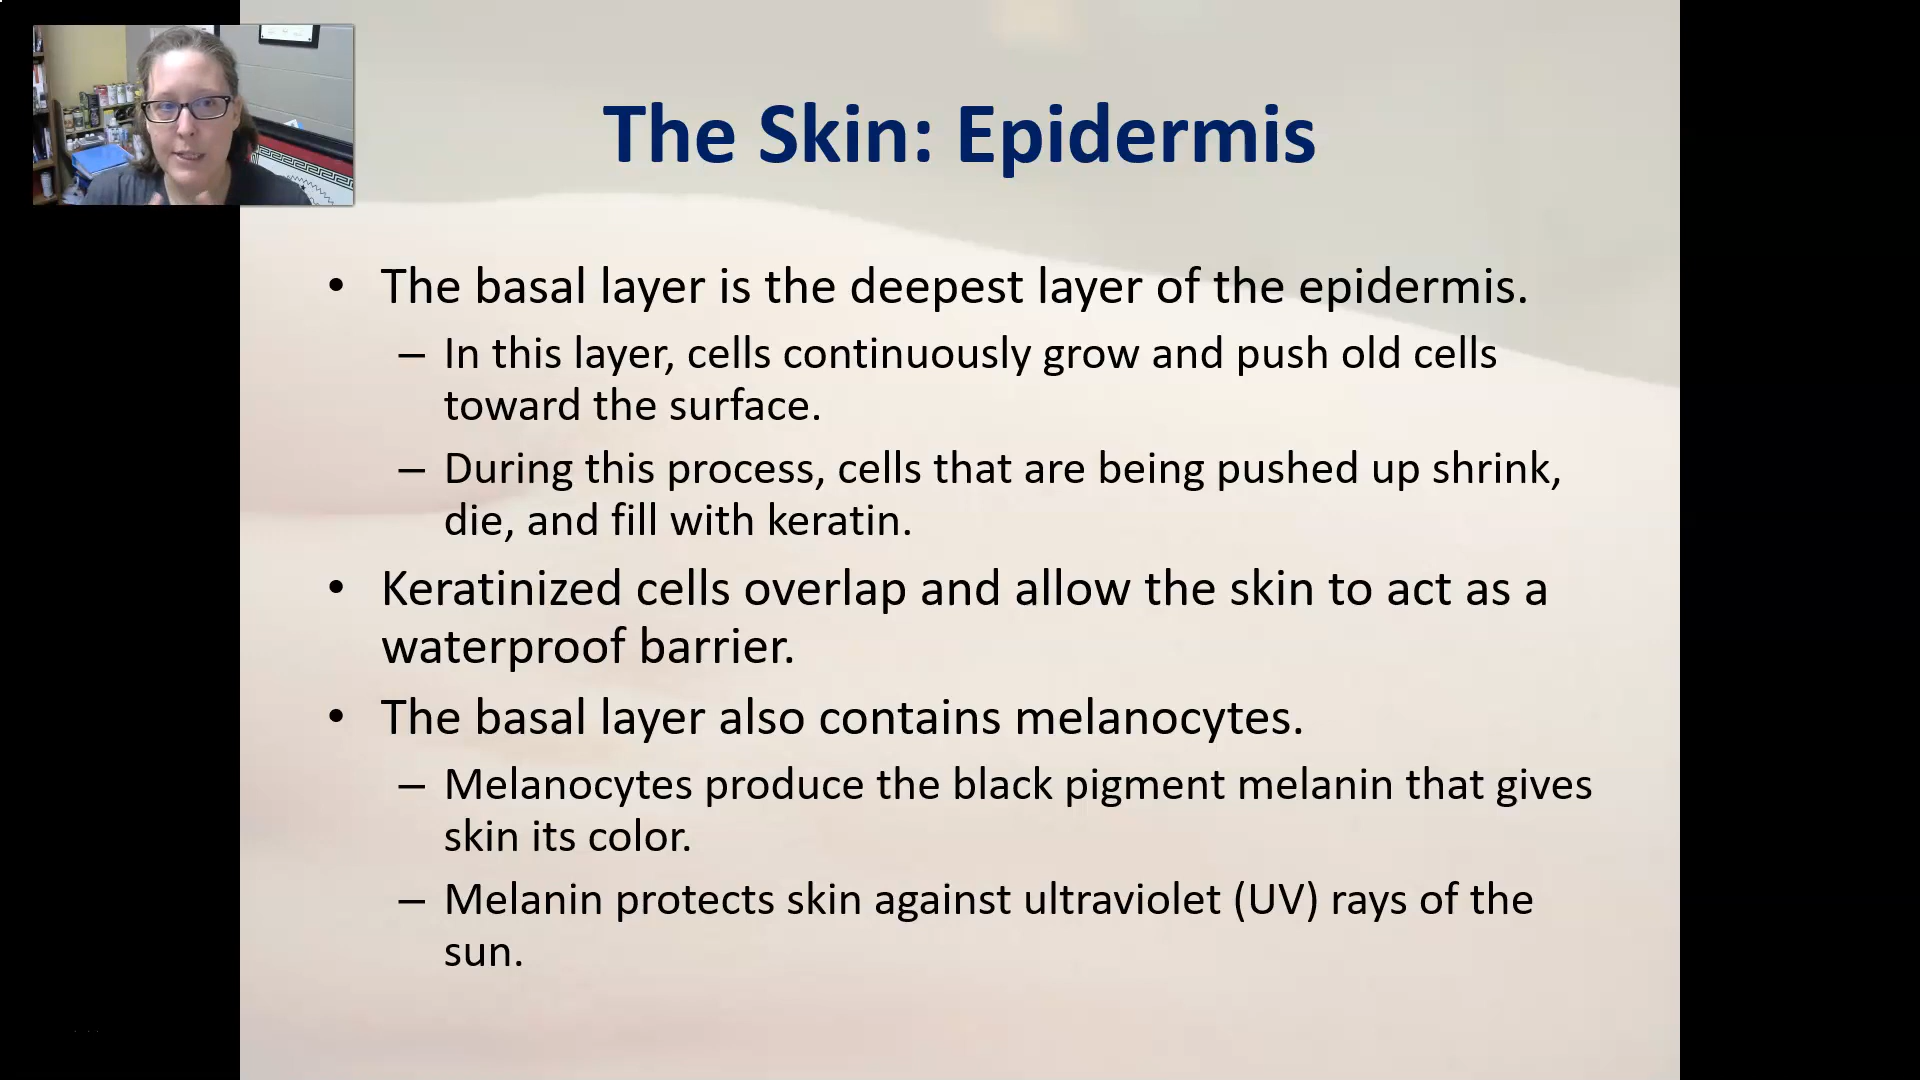 The Skin: Epidermis
• The basal layer is the deepest layer of the epidermis.
– In this layer, cells continuously grow and push old cells
toward the surface.
– During this process, cells that are being pushed up shrink,
die, and fill with keratin.
• Keratinized cells overlap and allow the skin to act as a
waterproof barrier.
• The basal layer also contains melanocytes.
– Melanocytes produce the black pigment melanin that gives
skin its color.
– Melanin protects skin against ultraviolet (UV) rays of the
sun.